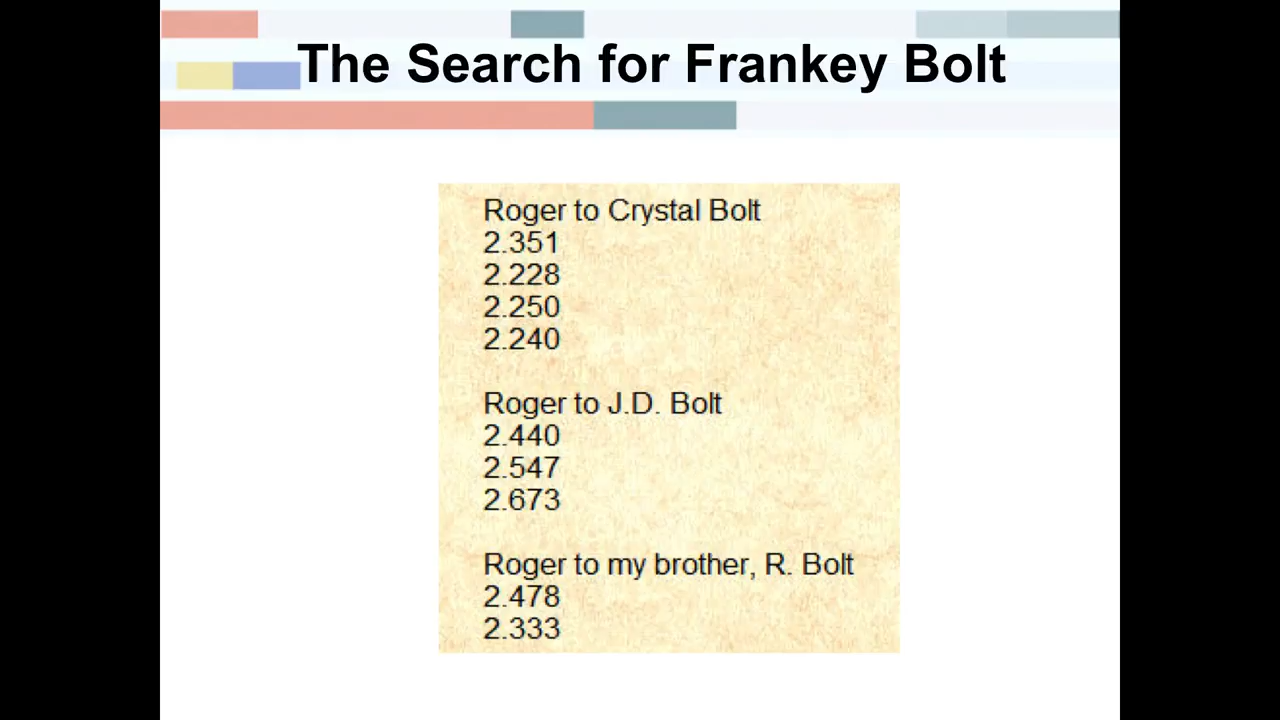 The Search for Frankey Bolt
Roger to Crystal Bolt
2.351
2.228
2.250
2.240
Roger to J.D. Bolt
2.440
2.547
2.673
Roger to my brother, R. Bolt
2.478
2.333